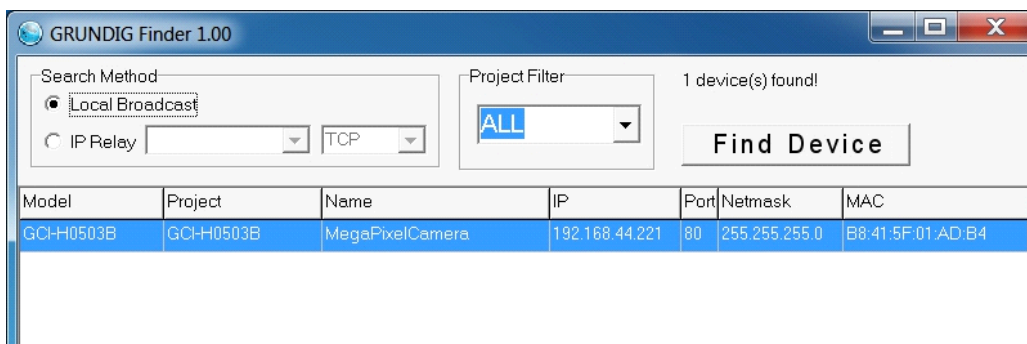 GRUNDIG Finder 1.00
Search Method
Local Broadcast
IP Relay TCP
Project Filter
ALL
1 device(s) found!
Find Device
Model Project Name IP Port Netmask MAC
GCI-H0503B GCI-H0503B MegaPixelCamera 192.168.44.221 80 255.255.255.0 B8:41:5F:01:AD:B4